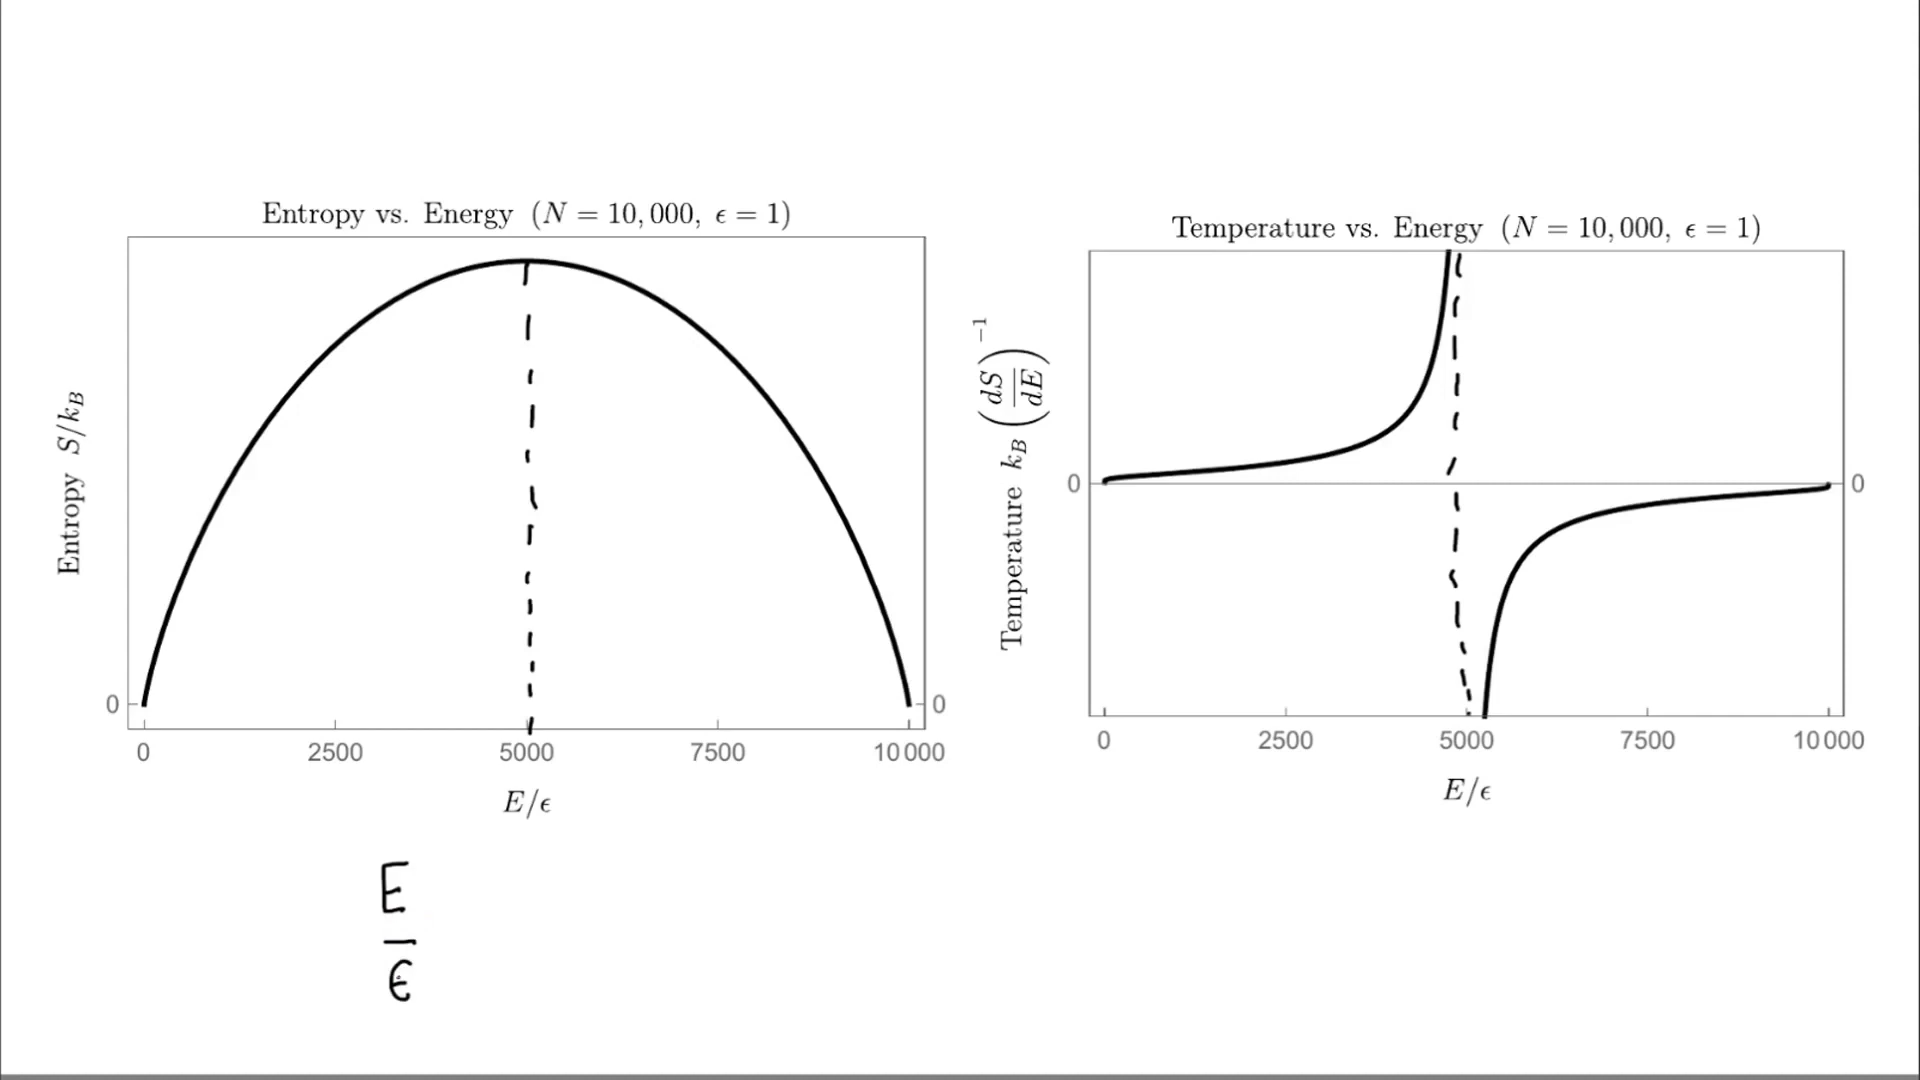 Entropy vs. Energy (N = 10,000, ϵ = 1)
Entropy S/k_B
0
0
0 2500 5000 7500 10000
E/ϵ
Temperature vs. Energy (N = 10,000, ϵ = 1)
Temperature k_B (dS/dE)^{-1}
0
0
0 2500 5000 7500 10000
E/ϵ
E
ϵ